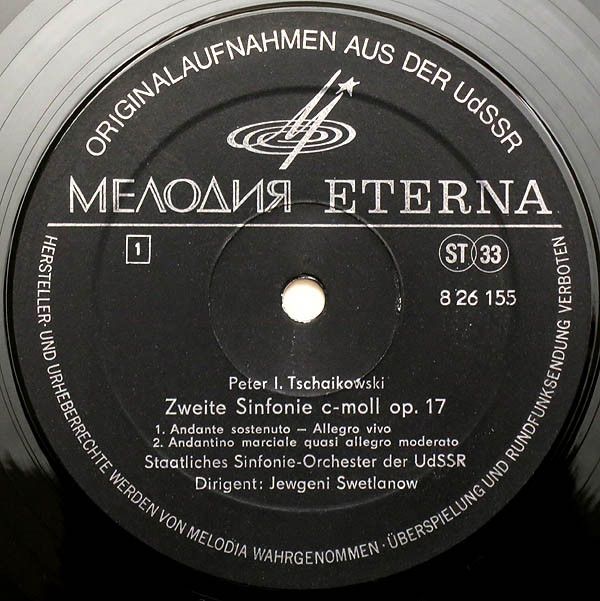 ORIGINALAUFNAHMEN AUS DER UdSSR
МЕЛОДИЯ ETERNA
1
ST 33
8 26 155
Peter I. Tschaikowski
Zweite Sinfonie c-moll op. 17
1. Andante sostenuto – Allegro vivo
2. Andantino marciale quasi allegro moderato
Staatliches Sinfonie-Orchester der UdSSR
Dirigent: Jewgeni Swetlanow
HERSTELLER- UND URHEBERRECHTE WERDEN VON MELODIA WAHRGENOMMEN · ÜBERSPIELUNG UND RUNDFUNKSENDUNG VERBOTEN